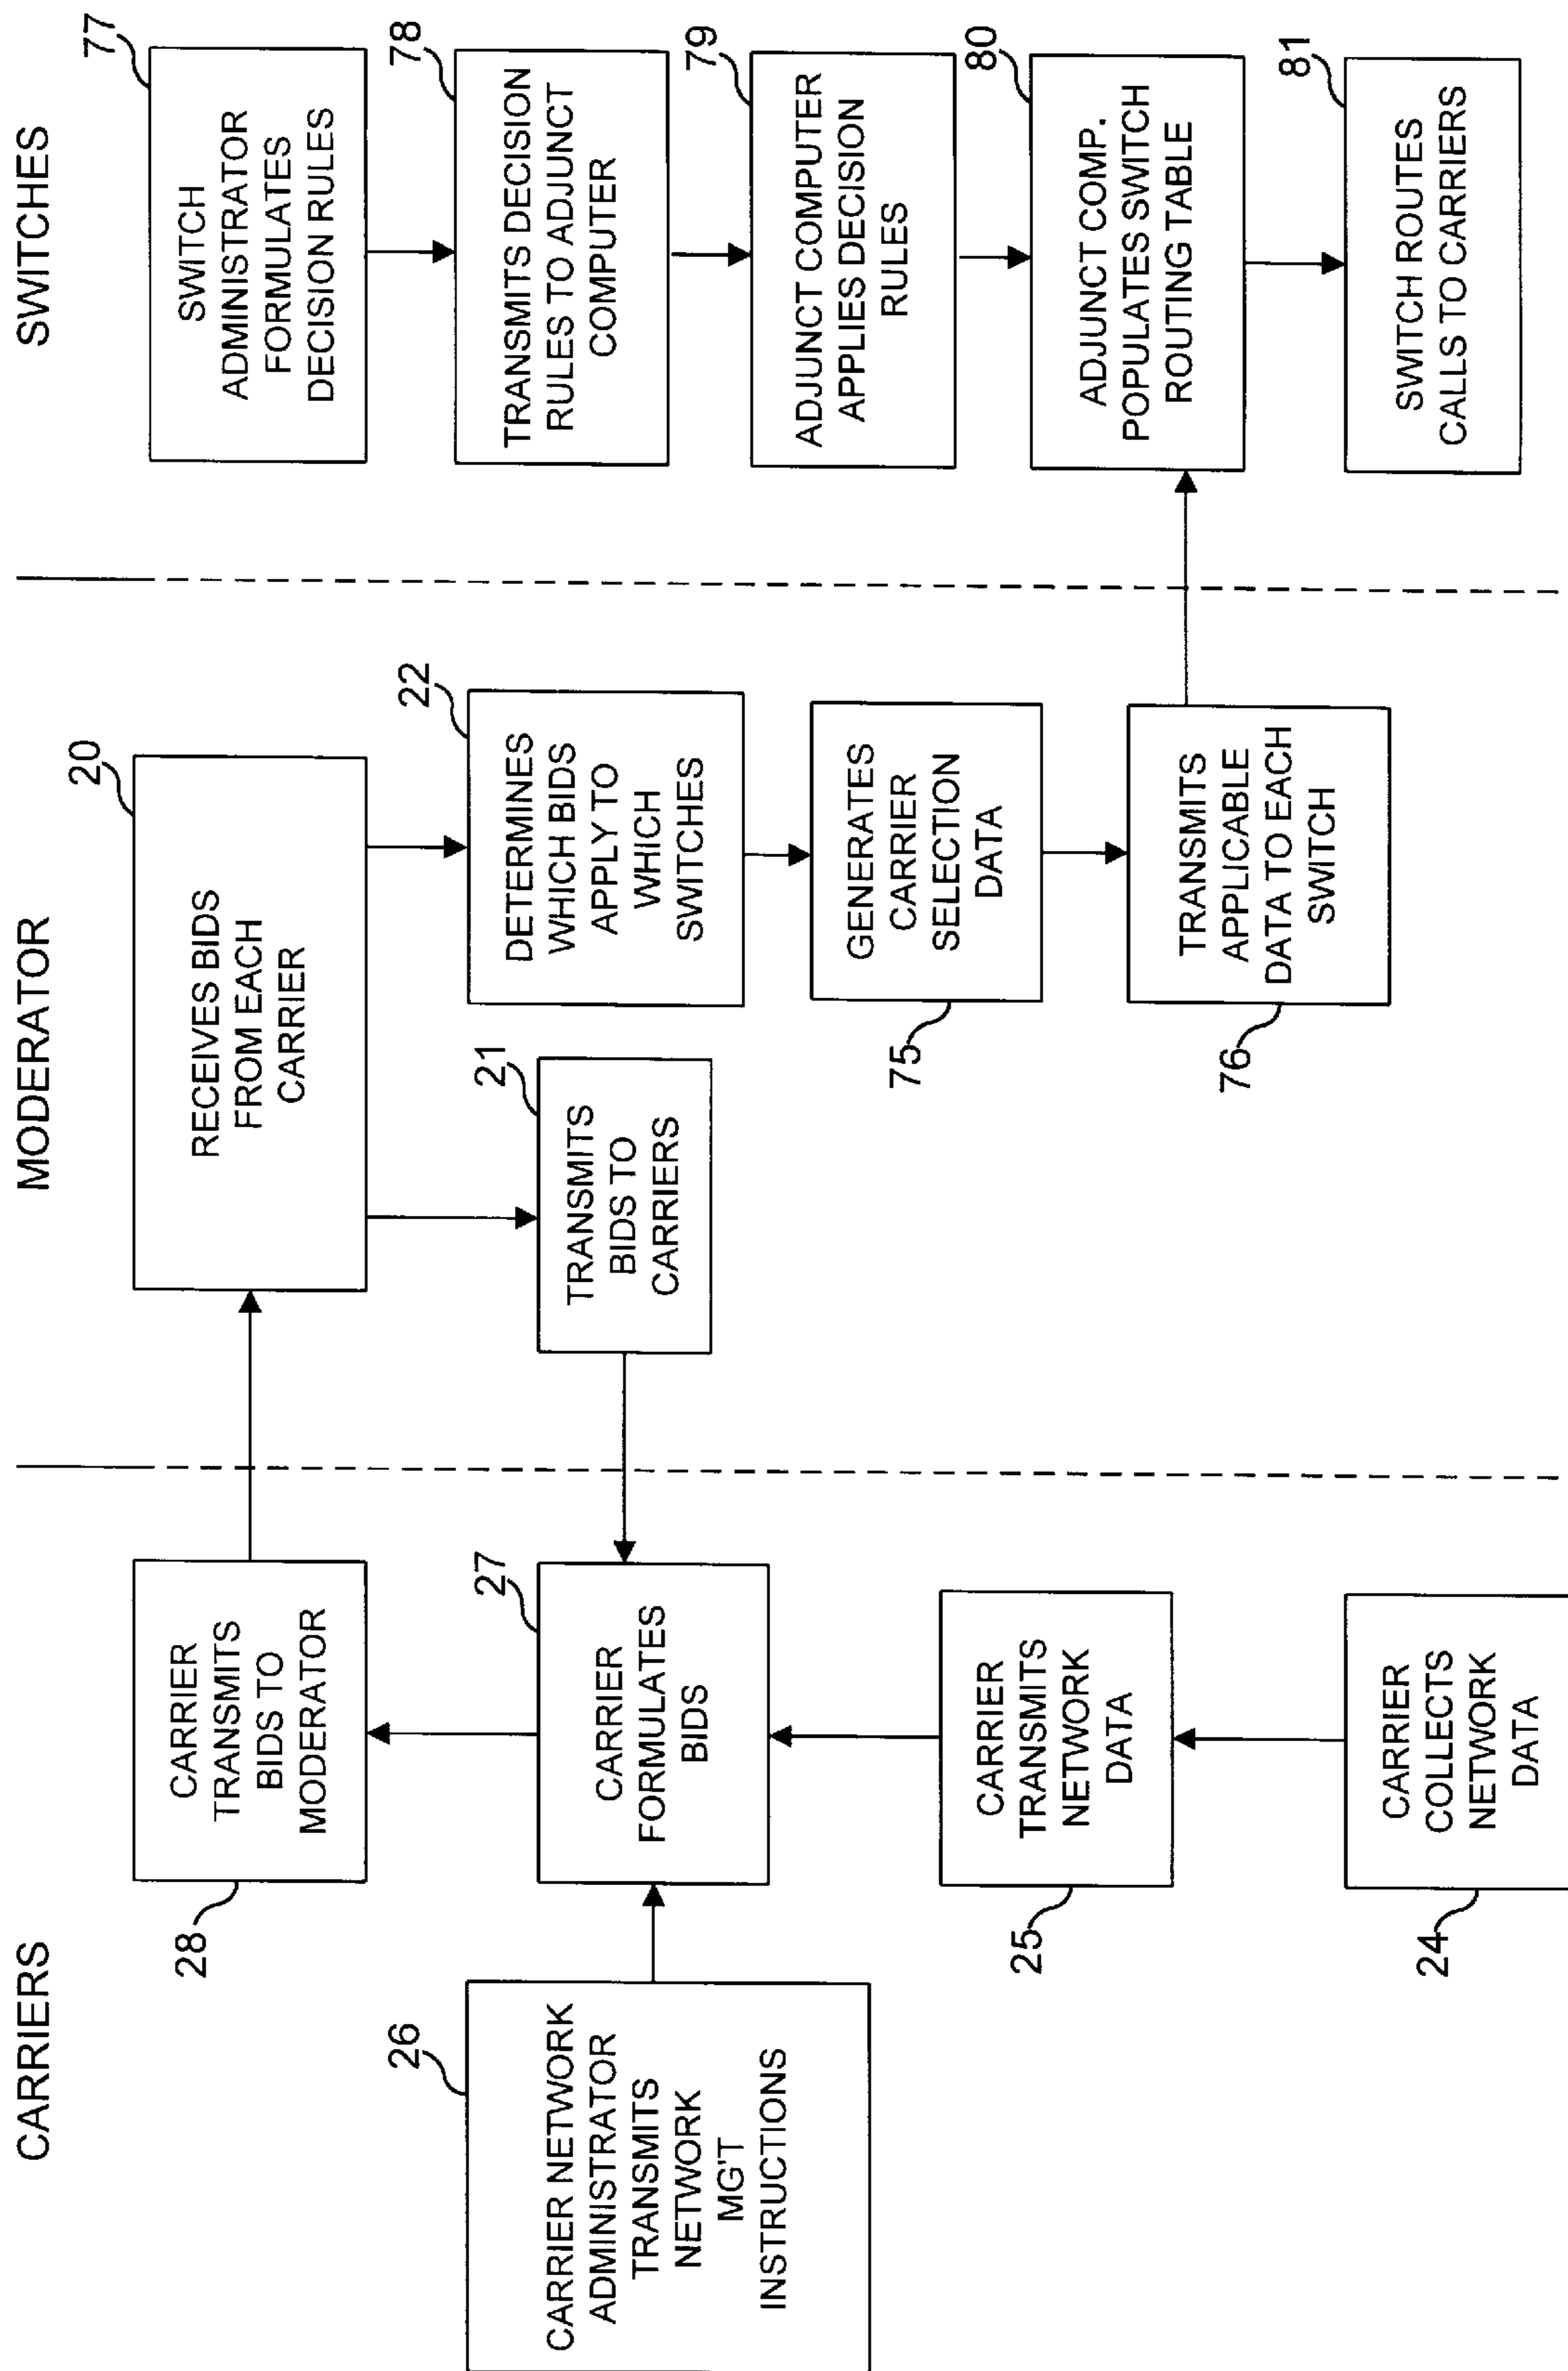 CARRIERS
MODERATOR
SWITCHES
28
CARRIER
TRANSMITS
BIDS TO
MODERATOR
26
CARRIER NETWORK
ADMINISTRATOR
TRANSMITS
NETWORK
MG'T
INSTRUCTIONS
27
CARRIER
FORMULATES
BIDS
25
CARRIER
TRANSMITS
NETWORK
DATA
24
CARRIER
COLLECTS
NETWORK
DATA
20
RECEIVES BIDS
FROM EACH
CARRIER
21
TRANSMITS
BIDS TO
CARRIERS
22
DETERMINES
WHICH BIDS
APPLY TO
WHICH
SWITCHES
75
GENERATES
CARRIER
SELECTION
DATA
76
TRANSMITS
APPLICABLE
DATA TO EACH
SWITCH
77
SWITCH
ADMINISTRATOR
FORMULATES
DECISION RULES
78
TRANSMITS DECISION
RULES TO ADJUNCT
COMPUTER
79
ADJUNCT COMPUTER
APPLIES DECISION
RULES
80
ADJUNCT COMP.
POPULATES SWITCH
ROUTING TABLE
81
SWITCH ROUTES
CALLS TO CARRIERS